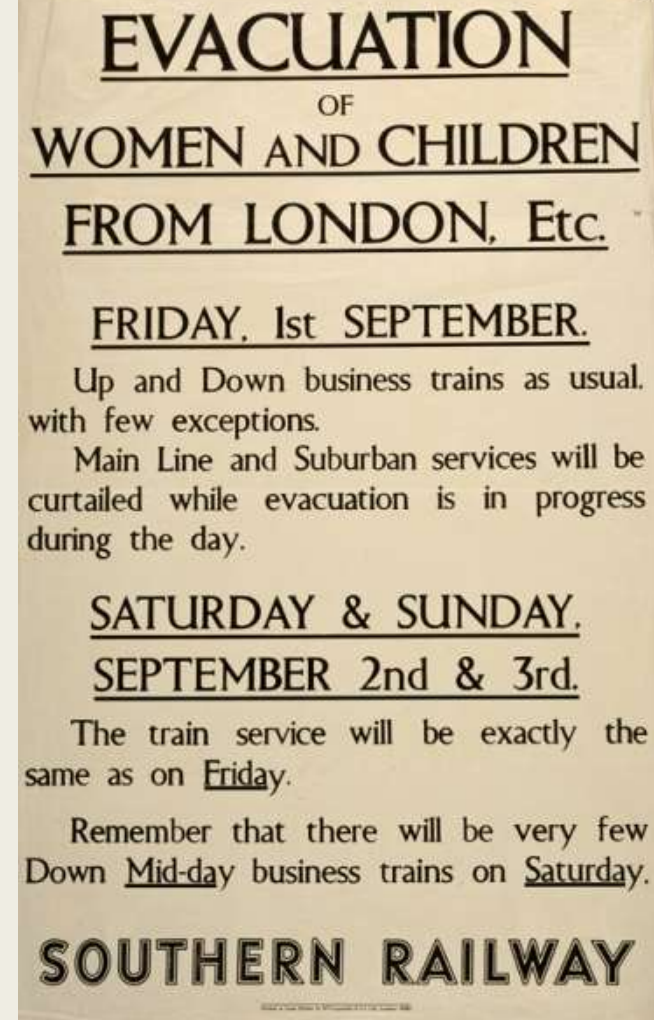 EVACUATION
OF
WOMEN AND CHILDREN
FROM LONDON, Etc.
FRIDAY, 1st SEPTEMBER.
Up and Down business trains as usual,
with few exceptions.
Main Line and Suburban services will be
curtailed while evacuation is in progress
during the day.
SATURDAY & SUNDAY,
SEPTEMBER 2nd & 3rd.
The train service will be exactly the
same as on Friday.
Remember that there will be very few
Down Mid-day business trains on Saturday.
SOUTHERN RAILWAY